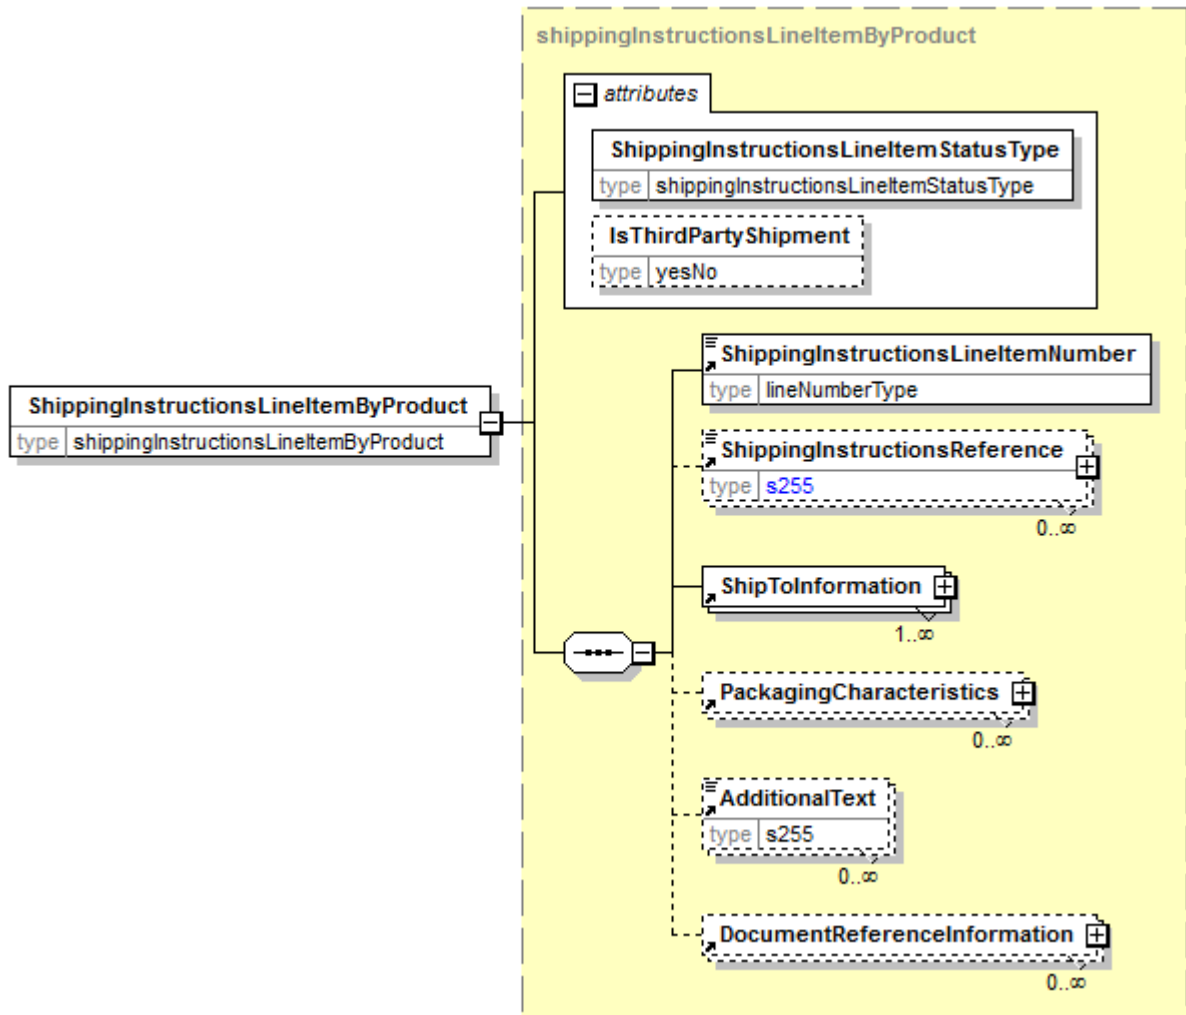 shippingInstructionsLineItemByProduct
attributes
ShippingInstructionsLineItemStatusType
type shippingInstructionsLineItemStatusType
IsThirdPartyShipment
type yesNo
ShippingInstructionsLineItemByProduct
type shippingInstructionsLineItemByProduct
ShippingInstructionsLineItemNumber
type lineNumberType
ShippingInstructionsReference
type s255
0..∞
ShipToInformation
1..∞
PackagingCharacteristics
0..∞
AdditionalText
type s255
0..∞
DocumentReferenceInformation
0..∞